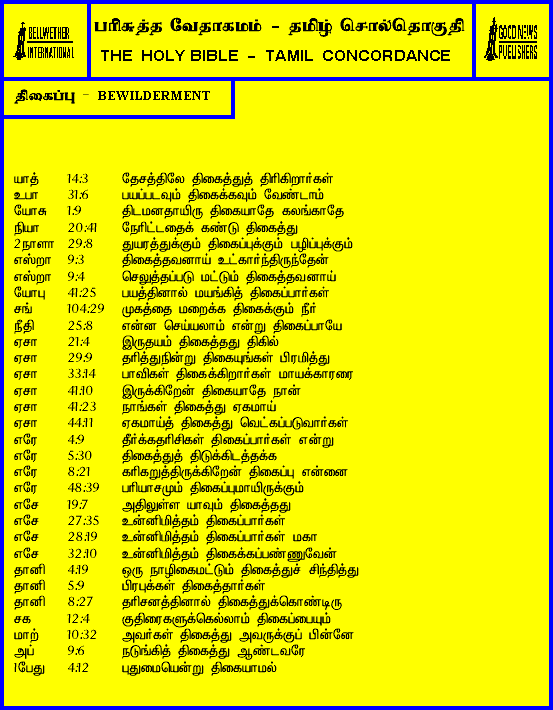 BELLWETHER
INTERNATIONAL
பரிசுத்த வேதாகமம் - தமிழ் சொல்தொகுதி
THE HOLY BIBLE - TAMIL CONCORDANCE
GOOD NEWS
PUBLISHERS
திகைப்பு - BEWILDERMENT
யாத் 14:3 தேசத்திலே திகைத்துத் திரிகிறார்கள்
உபா 31:6 பயப்படவும் திகைக்கவும் வேண்டாம்
யோசு 1:9 திடமனதாயிரு திகையாதே கலங்காதே
நியா 20:41 நேரிட்டதைக் கண்டு திகைத்து
2நாளா 29:8 துயரத்துக்கும் திகைப்புக்கும் பழிப்புக்கும்
எஸ்றா 9:3 திகைத்தவனாய் உட்கார்ந்திருந்தேன்
எஸ்றா 9:4 செலுத்தப்படு மட்டும் திகைத்தவனாய்
யோபு 41:25 பயத்தினால் மயங்கித் திகைப்பார்கள்
சங் 104:29 முகத்தை மறைக்க திகைக்கும் நீர்
நீதி 25:8 என்ன செய்யலாம் என்று திகைப்பாயே
ஏசா 21:4 இருதயம் திகைத்தது திகில்
ஏசா 29:9 தரித்துநின்று திகையுங்கள் பிரமித்து
ஏசா 33:14 பாவிகள் திகைக்கிறார்கள் மாயக்காரரை
ஏசா 41:10 இருக்கிறேன் திகையாதே நான்
ஏசா 41:23 நாங்கள் திகைத்து ஏகமாய்
ஏசா 44:11 ஏகமாய்த் திகைத்து வெட்கப்படுவார்கள்
எரே 4:9 தீர்க்கதரிசிகள் திகைப்பார்கள் என்று
எரே 5:30 திகைத்துத் திடுக்கிடத்தக்க
எரே 8:21 கரிகறுத்திருக்கிறேன் திகைப்பு என்னை
எரே 48:39 பரியாசமும் திகைப்புமாயிருக்கும்
எசே 19:7 அதிலுள்ள யாவும் திகைத்தது
எசே 27:35 உன்னிமித்தம் திகைப்பார்கள்
எசே 28:19 உன்னிமித்தம் திகைப்பார்கள் மகா
எசே 32:10 உன்னிமித்தம் திகைக்கப்பண்ணுவேன்
தானி 4:19 ஒரு நாழிகைமட்டும் திகைத்துச் சிந்தித்து
தானி 5:9 பிரபுக்கள் திகைத்தார்கள்
தானி 8:27 தரிசனத்தினால் திகைத்துக்கொண்டிரு
சக 12:4 குதிரைகளுக்கெல்லாம் திகைப்பையும்
மாற் 10:32 அவர்கள் திகைத்து அவருக்குப் பின்னே
அப் 9:6 நடுங்கித் திகைத்து ஆண்டவரே
1பேது 4:12 புதுமையென்று திகையாமல்